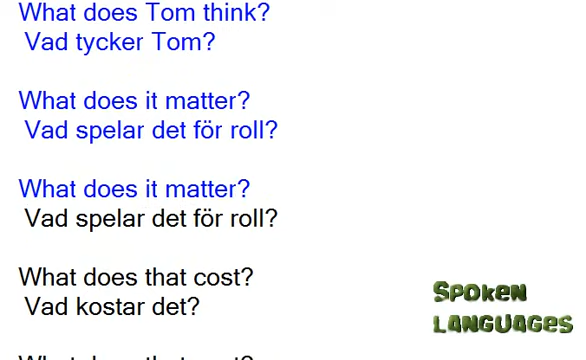 What does Tom think?
Vad tycker Tom?
What does it matter?
Vad spelar det för roll?
What does it matter?
Vad spelar det för roll?
What does that cost?
Vad kostar det?
Spoken
Languages